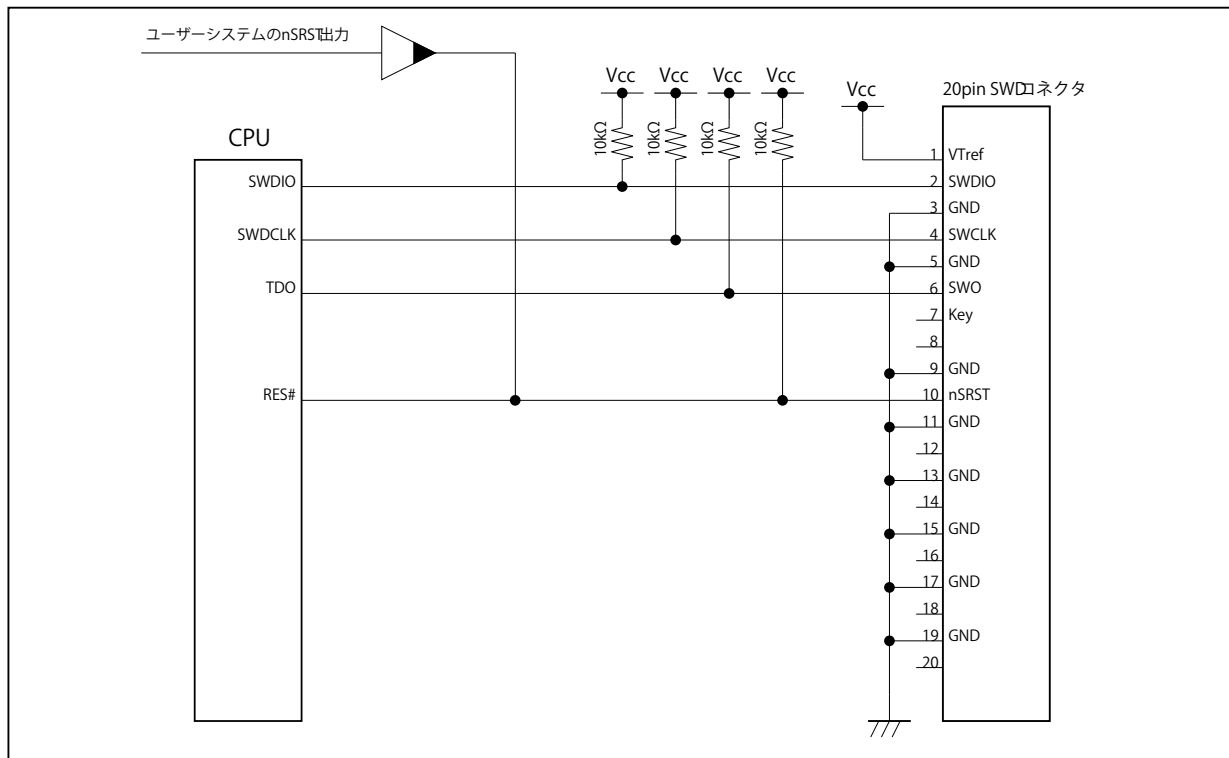 ユーザーシステムのnSRST出力
Vcc Vcc Vcc Vcc
Vcc
20pin SWDコネクタ
10kΩ 10kΩ 10kΩ 10kΩ
CPU
1 VTref
SWDIO 2 SWDIO
3 GND
SWDCLK 4 SWCLK
5 GND
TDO 6 SWO
7 Key
8
9 GND
RES# 10 nSRST
11 GND
12
13 GND
14
15 GND
16
17 GND
18
19 GND
20